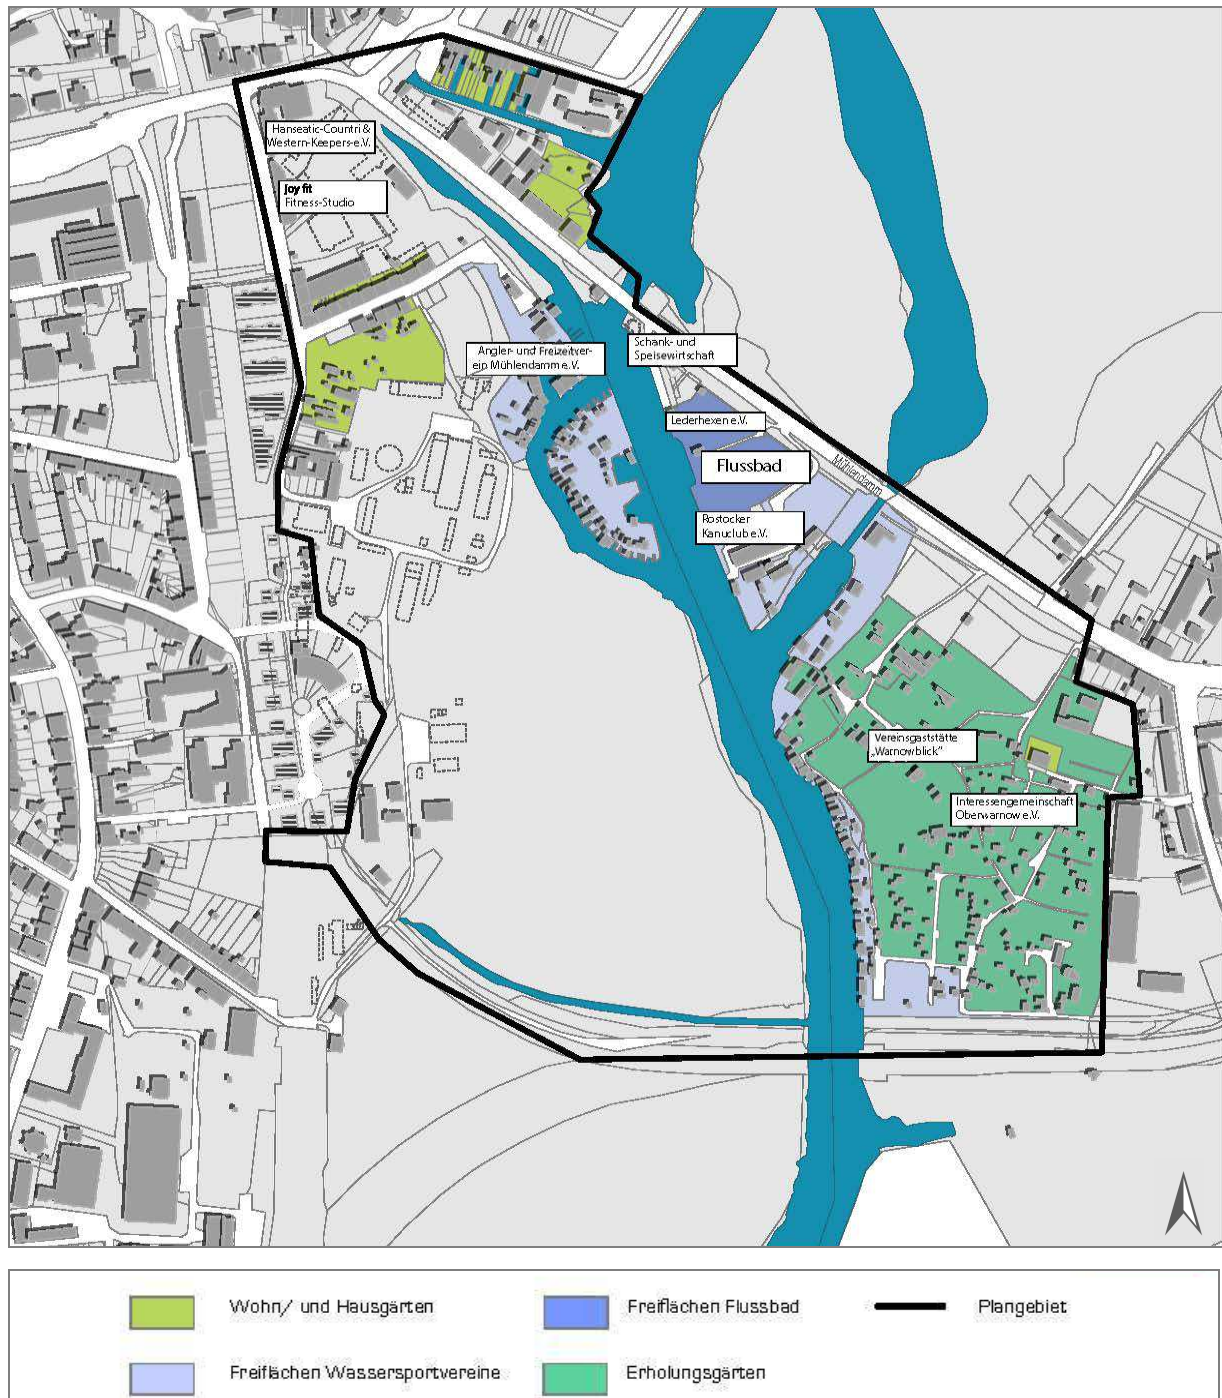 Hanseatic-Countri &
Western-Keepers-e.V.
Joy fit
Fitness-Studio
Angler- und Freizeitver-
ein Mühlendamm e.V.
Schank- und
Speisewirtschaft
Lederhexen e.V.
Flussbad
Mühlendamm
Rostocker
Kanuclub e.V.
Vereinsgaststätte
„Warnowblick"
Interessengemeinschaft
Oberwarnow e.V.
Wohn/ und Hausgärten
Freiflächen Flussbad
Plangebiet
Freiflächen Wassersportvereine
Erholungsgärten